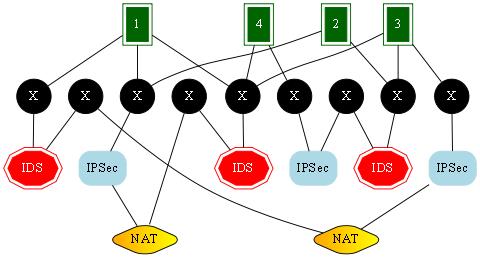 1 4 2 3
X X X X X X X X X
IDS IPSec IDS IPSec IDS IPSec
NAT NAT